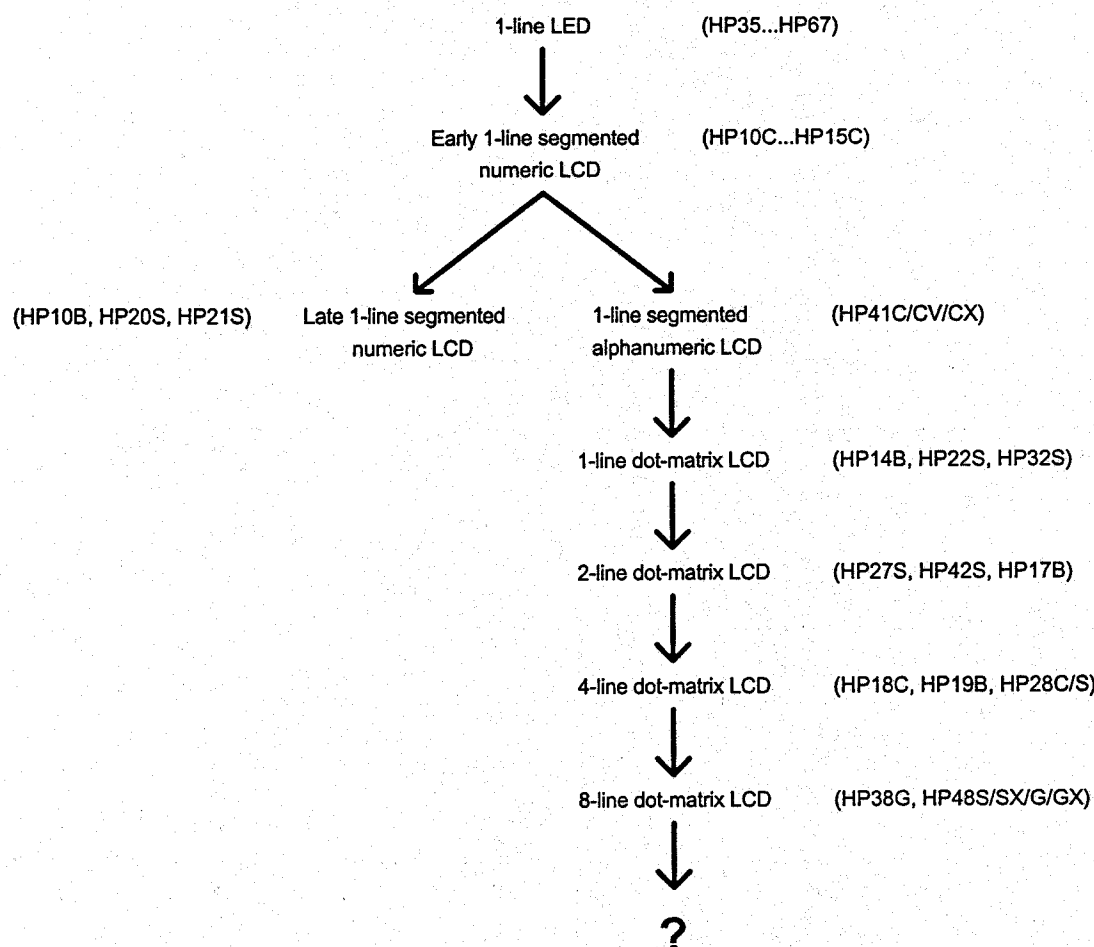 1-line LED (HP35...HP67)
Early 1-line segmented (HP10C...HP15C)
numeric LCD
(HP10B, HP20S, HP21S) Late 1-line segmented 1-line segmented (HP41C/CV/CX)
numeric LCD alphanumeric LCD
1-line dot-matrix LCD (HP14B, HP22S, HP32S)
2-line dot-matrix LCD (HP27S, HP42S, HP17B)
4-line dot-matrix LCD (HP18C, HP19B, HP28C/S)
8-line dot-matrix LCD (HP38G, HP48S/SX/G/GX)
?